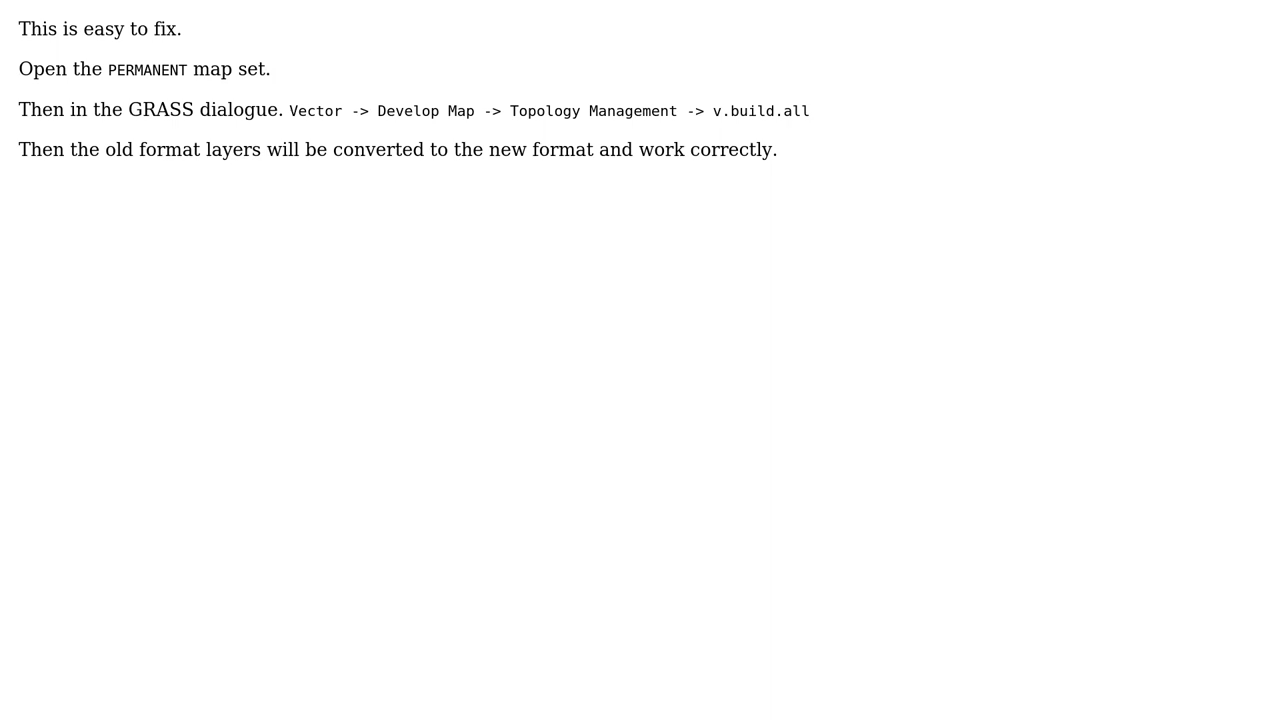 This is easy to fix.
Open the PERMANENT map set.
Then in the GRASS dialogue. Vector -> Develop Map -> Topology Management -> v.build.all
Then the old format layers will be converted to the new format and work correctly.